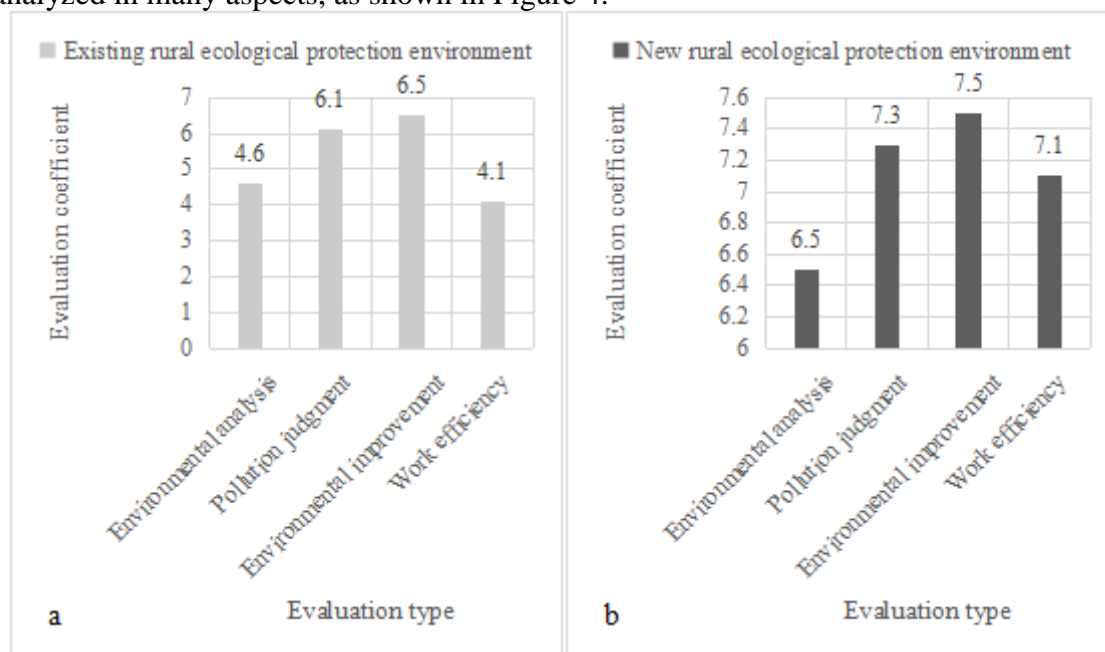 analyzed in many aspects, as shown in Figure 4.
Existing rural ecological protection environment
Evaluation coefficient
7
6
5
4
3
2
1
0
4.6
6.1
6.5
4.1
Environmental analysis
Pollution judgment
Environmental improvement
Work efficiency
Evaluation type
a
New rural ecological protection environment
Evaluation coefficient
7.6
7.4
7.2
7
6.8
6.6
6.4
6.2
6
6.5
7.3
7.5
7.1
Environmental analysis
Pollution judgment
Environmental improvement
Work efficiency
Evaluation type
b